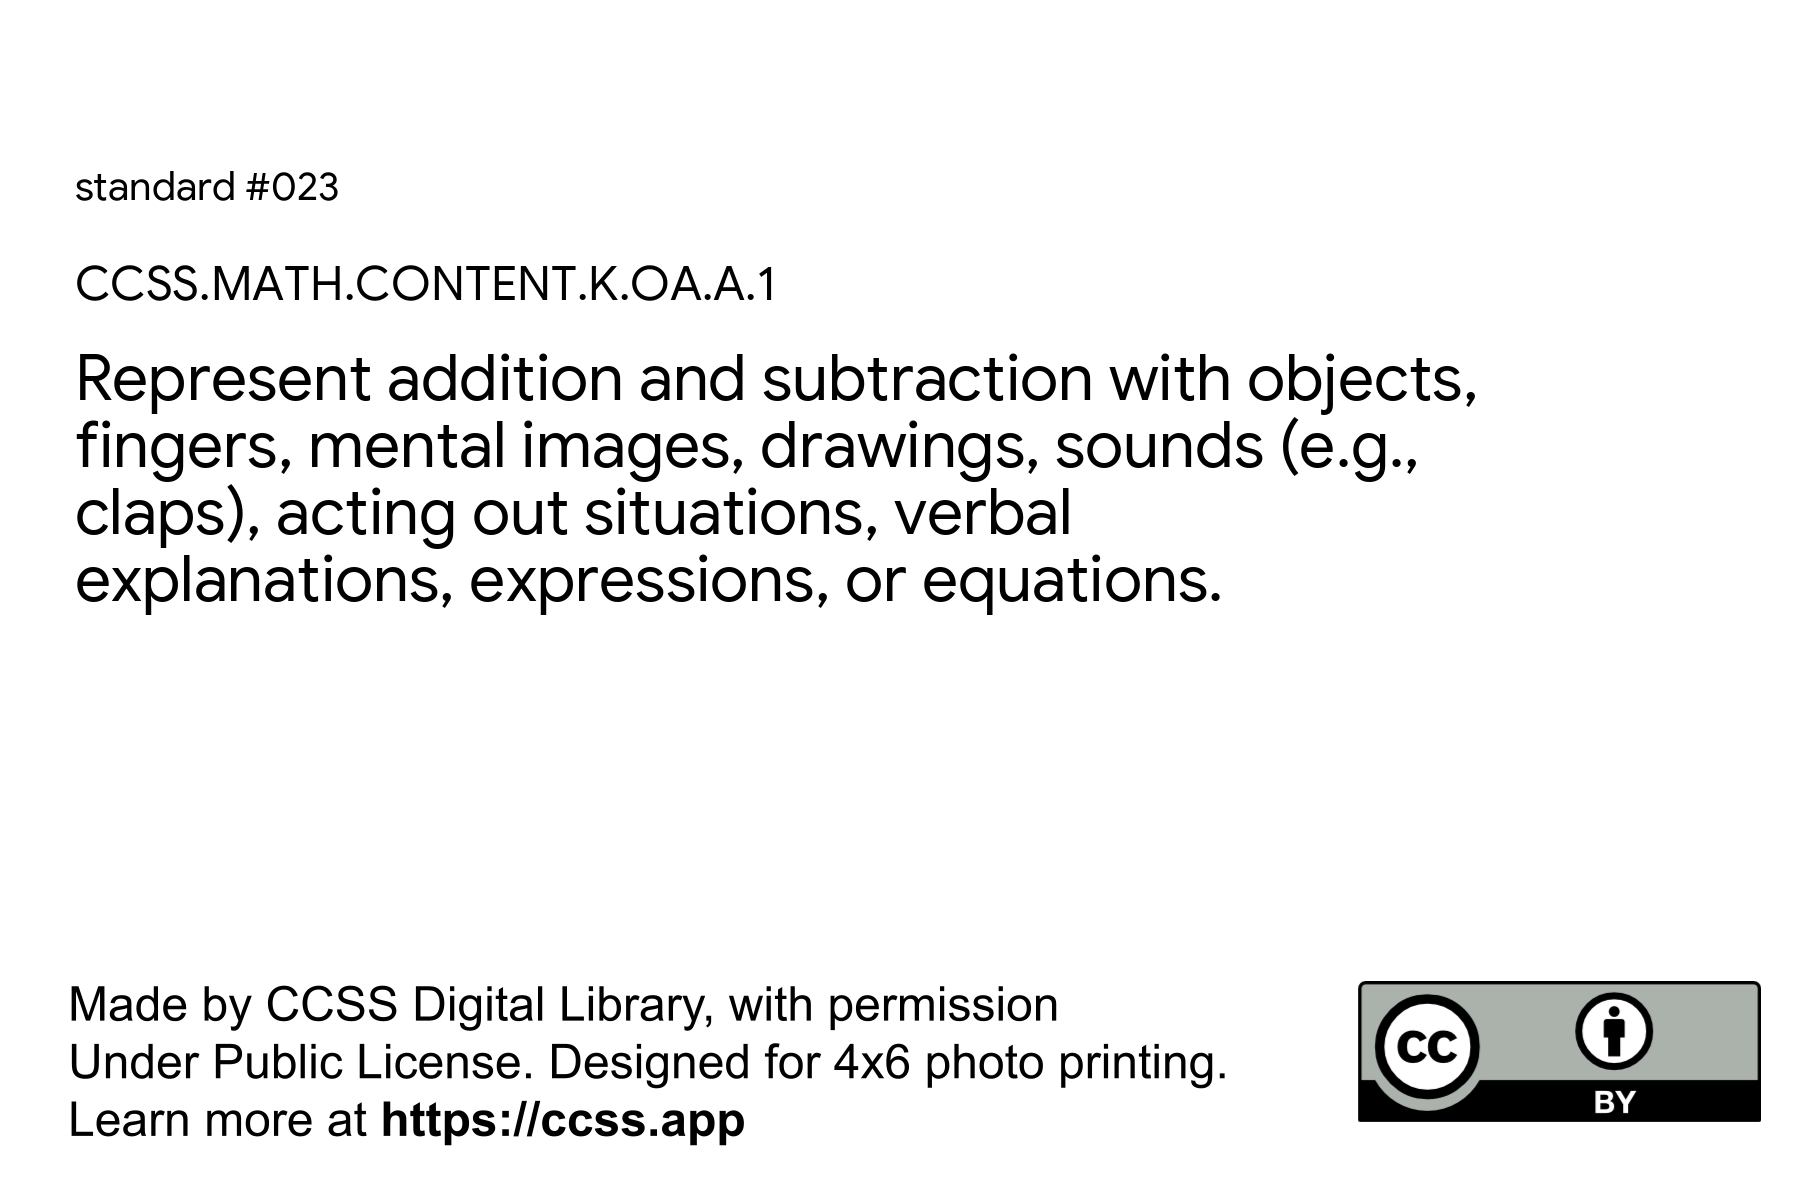 standard #023
CCSS.MATH.CONTENT.K.OA.A.1
Represent addition and subtraction with objects,
fingers, mental images, drawings, sounds (e.g.,
claps), acting out situations, verbal
explanations, expressions, or equations.
Made by CCSS Digital Library, with permission
Under Public License. Designed for 4x6 photo printing.
Learn more at https://ccss.app
cc
BY